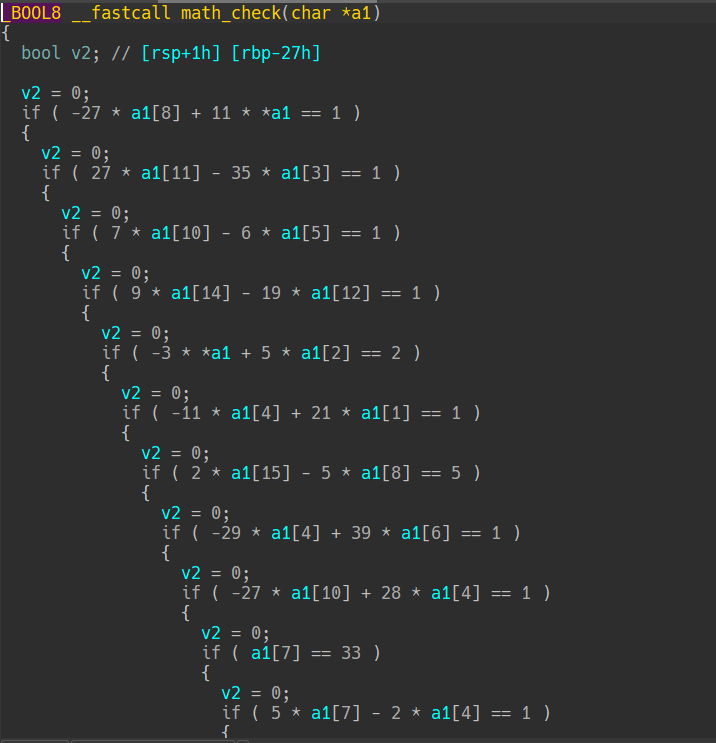 _BOOL8 __fastcall math_check(char *a1)
{
  bool v2; // [rsp+1h] [rbp-27h]

  v2 = 0;
  if ( -27 * a1[8] + 11 * *a1 == 1 )
  {
    v2 = 0;
    if ( 27 * a1[11] - 35 * a1[3] == 1 )
    {
      v2 = 0;
      if ( 7 * a1[10] - 6 * a1[5] == 1 )
      {
        v2 = 0;
        if ( 9 * a1[14] - 19 * a1[12] == 1 )
        {
          v2 = 0;
          if ( -3 * *a1 + 5 * a1[2] == 2 )
          {
            v2 = 0;
            if ( -11 * a1[4] + 21 * a1[1] == 1 )
            {
              v2 = 0;
              if ( 2 * a1[15] - 5 * a1[8] == 5 )
              {
                v2 = 0;
                if ( -29 * a1[4] + 39 * a1[6] == 1 )
                {
                  v2 = 0;
                  if ( -27 * a1[10] + 28 * a1[4] == 1 )
                  {
                    v2 = 0;
                    if ( a1[7] == 33 )
                    {
                      v2 = 0;
                      if ( 5 * a1[7] - 2 * a1[4] == 1 )
                      {